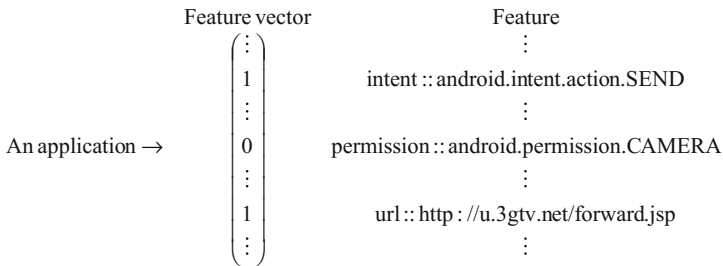 Feature vector Feature
⋮ ⋮
1 intent :: android.intent.action.SEND
⋮ ⋮
An application → 0 permission :: android.permission.CAMERA
⋮ ⋮
1 url :: http : //u.3gtv.net/forward.jsp
⋮ ⋮